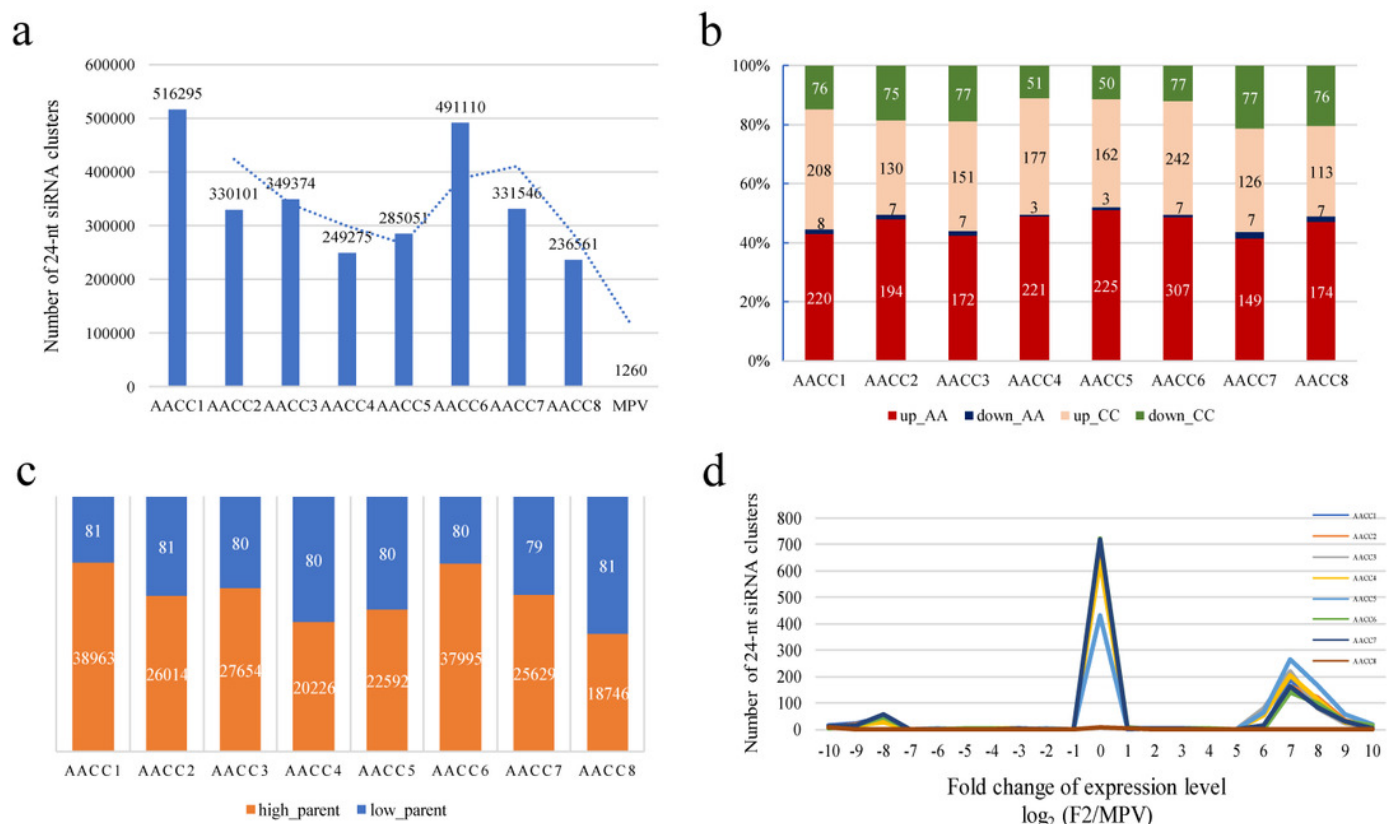 a
Number of 24-nt siRNA clusters
600000
500000
400000
300000
200000
100000
0
516295
330101
349374
249275
285051
491110
331546
236561
1260
AACC1 AACC2 AACC3 AACC4 AACC5 AACC6 AACC7 AACC8 MPV
b
100%
80%
60%
40%
20%
0%
76 75 77 51 50 77 77 76
208 130 151 177 162 242 126 113
8 7 7 3 3 7 7 7
220 194 172 221 225 307 149 174
AACC1 AACC2 AACC3 AACC4 AACC5 AACC6 AACC7 AACC8
up_AA down_AA up_CC down_CC
c
81 81 80 80 80 80 79 81
38963 26014 27654 20226 22592 37995 25629 18746
AACC1 AACC2 AACC3 AACC4 AACC5 AACC6 AACC7 AACC8
high_parent low_parent
d
Number of 24-nt siRNA clusters
800
700
600
500
400
300
200
100
0
AACC1
AACC2
AACC3
AACC4
AACC5
AACC6
AACC7
AACC8
-10 -9 -8 -7 -6 -5 -4 -3 -2 -1 0 1 2 3 4 5 6 7 8 9 10
Fold change of expression level
log₂ (F2/MPV)